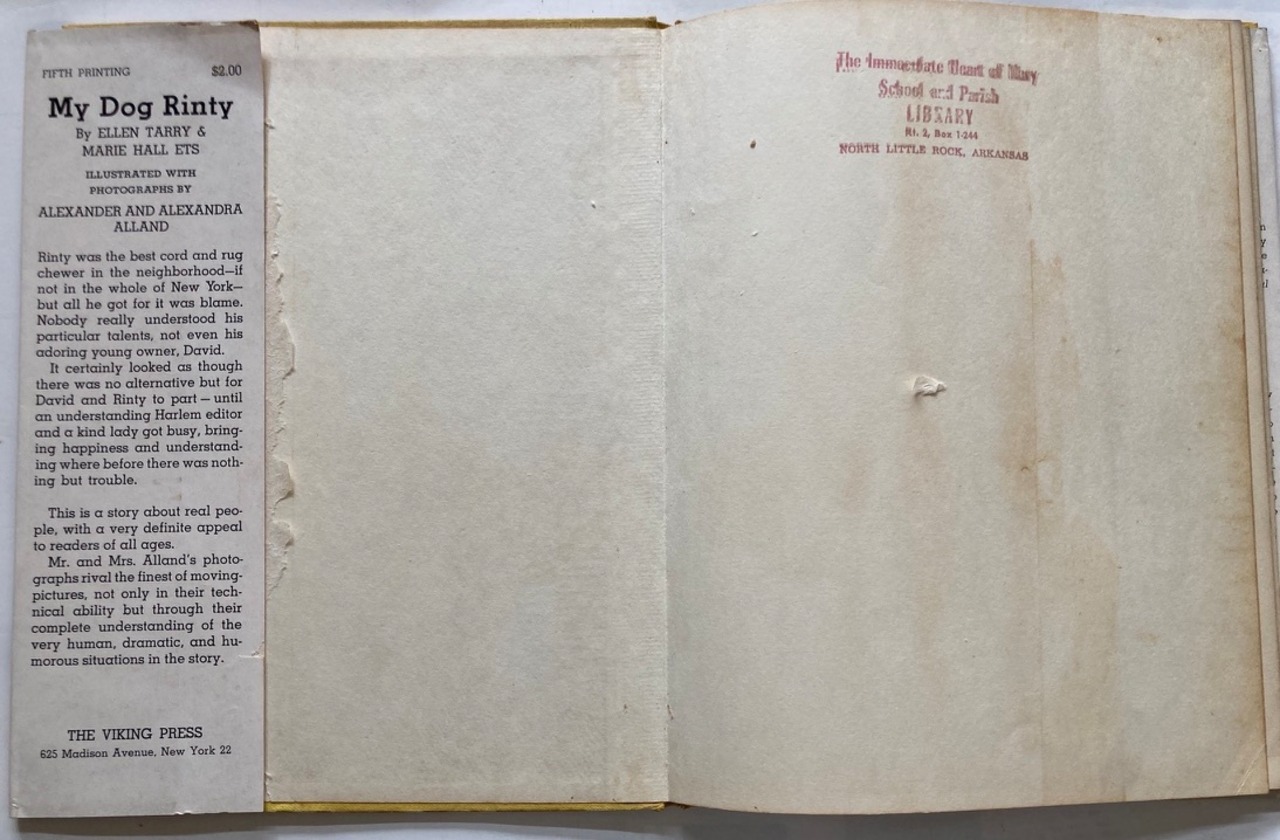 FIFTH PRINTING $2.00
My Dog Rinty
By ELLEN TARRY &
MARIE HALL ETS
ILLUSTRATED WITH
PHOTOGRAPHS BY
ALEXANDER AND ALEXANDRA
ALLAND
Rinty was the best cord and rug
chewer in the neighborhood—if
not in the whole of New York—
but all he got for it was blame.
Nobody really understood his
particular talents, not even his
adoring young owner, David.
It certainly looked as though
there was no alternative but for
David and Rinty to part — until
an understanding Harlem editor
and a kind lady got busy, bring-
ing happiness and understand-
ing where before there was noth-
ing but trouble.
This is a story about real peo-
ple, with a very definite appeal
to readers of all ages.
Mr. and Mrs. Alland's photo-
graphs rival the finest of moving-
pictures, not only in their tech-
nical ability but through their
complete understanding of the
very human, dramatic, and hu-
morous situations in the story.
THE VIKING PRESS
625 Madison Avenue, New York 22
The Immaculate Heart of Mary
School and Parish
LIBRARY
Rt. 2, Box 1-244
NORTH LITTLE ROCK, ARKANSAS